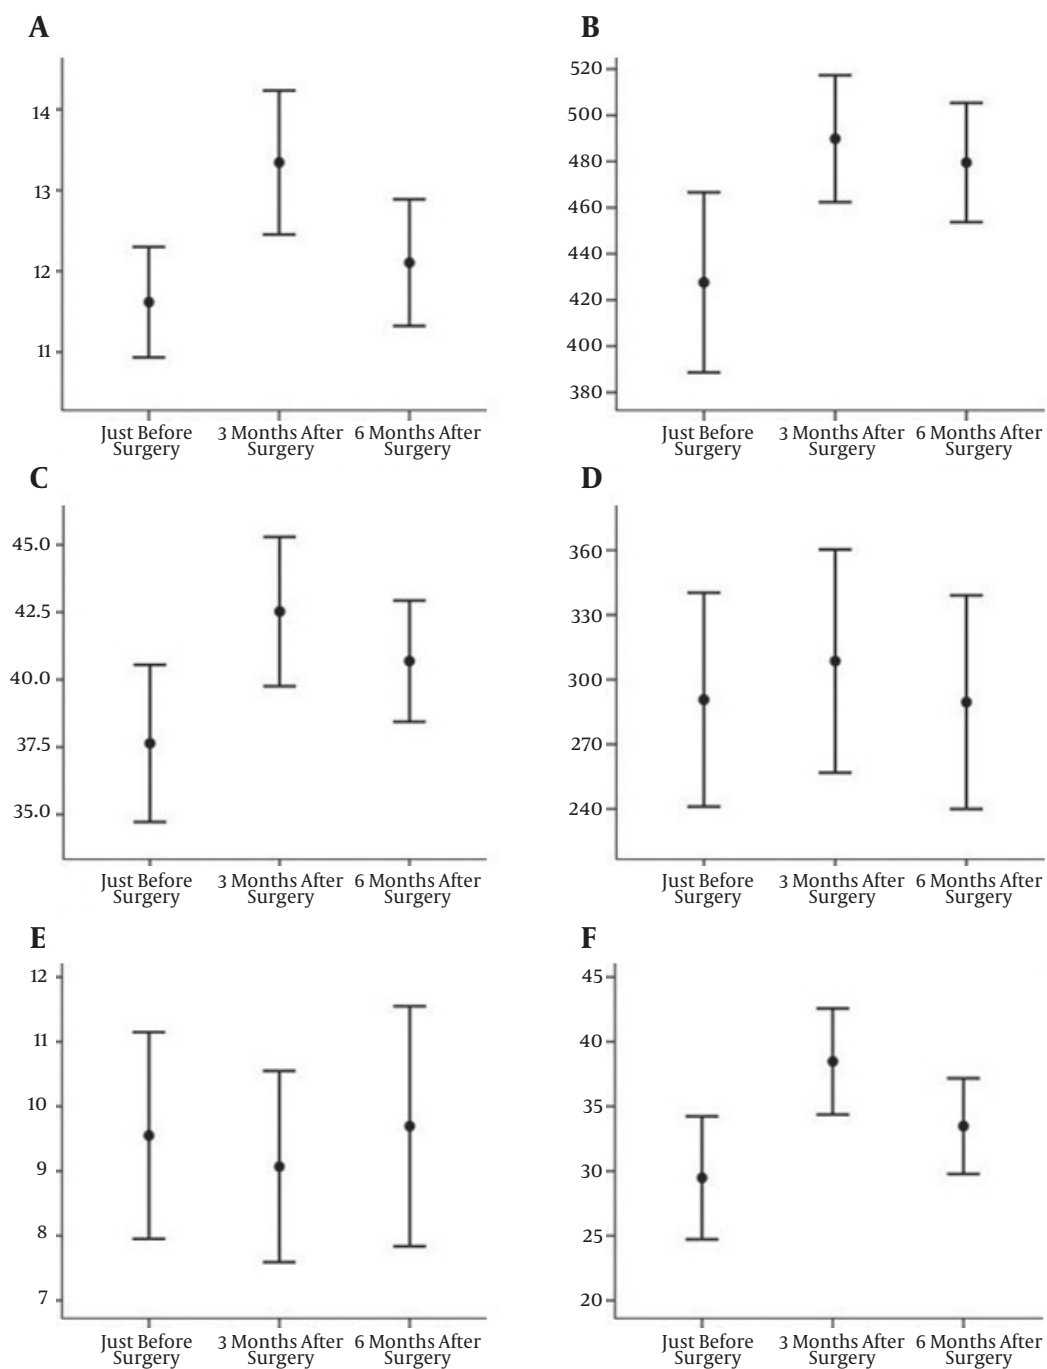 A
14
13
12
11
Just Before 3 Months After 6 Months After
Surgery Surgery Surgery
B
520
500
480
460
440
420
400
380
Just Before 3 Months After 6 Months After
Surgery Surgery Surgery
C
45.0
42.5
40.0
37.5
35.0
Just Before 3 Months After 6 Months After
Surgery Surgery Surgery
D
360
330
300
270
240
Just Before 3 Months After 6 Months After
Surgery Surgery Surgery
E
12
11
10
9
8
7
Just Before 3 Months After 6 Months After
Surgery Surgery Surgery
F
45
40
35
30
25
20
Just Before 3 Months After 6 Months After
Surgery Surgery Surgery